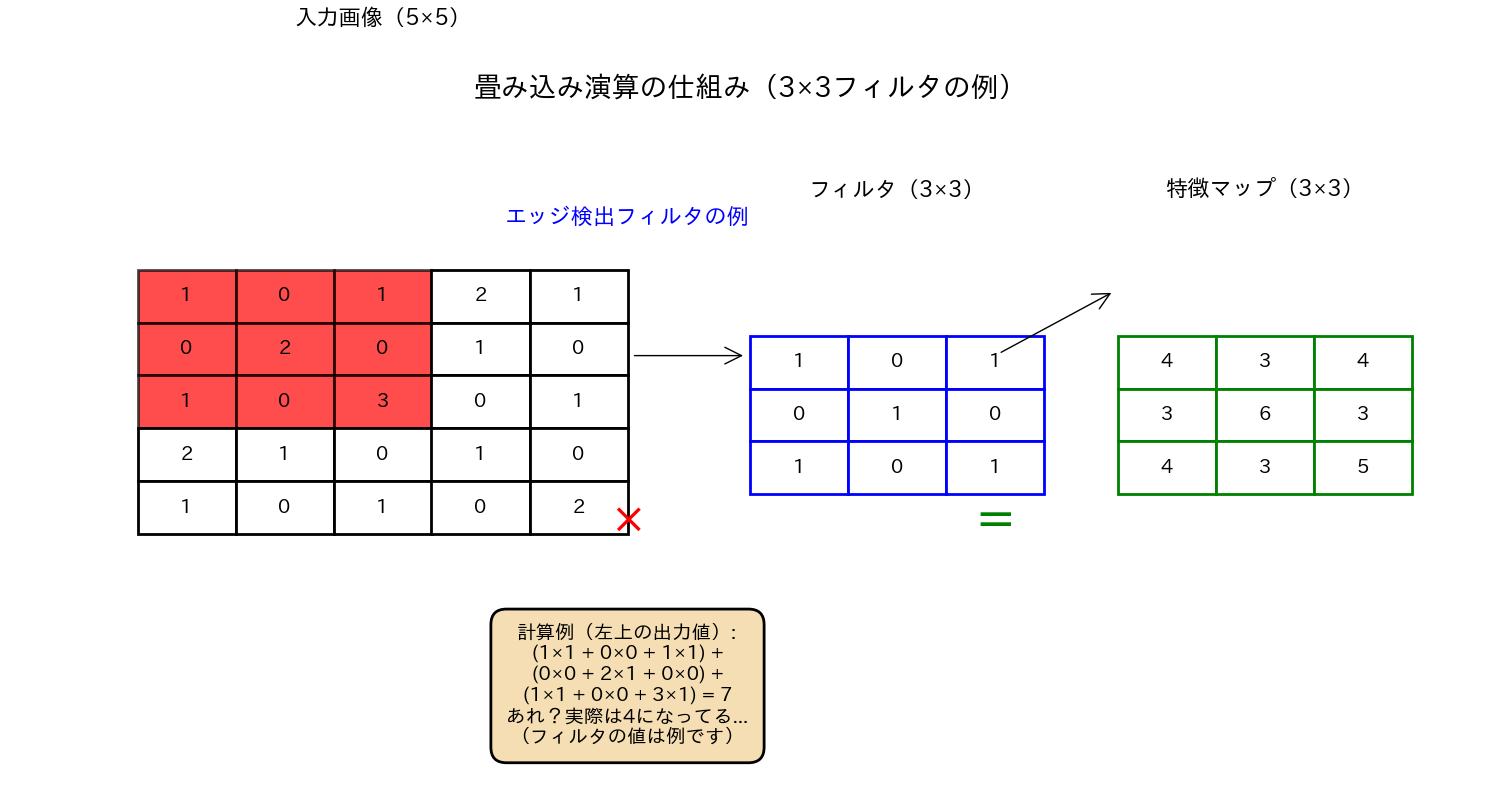 入力画像（5×5）
畳み込み演算の仕組み（3×3フィルタの例）
フィルタ（3×3）
特徴マップ（3×3）
エッジ検出フィルタの例
1 0 1 2 1
0 2 0 1 0
1 0 3 0 1
2 1 0 1 0
1 0 1 0 2
×
1 0 1
0 1 0
1 0 1
=
4 3 4
3 6 3
4 3 5
計算例（左上の出力値）:
(1×1 + 0×0 + 1×1) +
(0×0 + 2×1 + 0×0) +
(1×1 + 0×0 + 3×1) = 7
あれ？実際は4になってる...
（フィルタの値は例です）